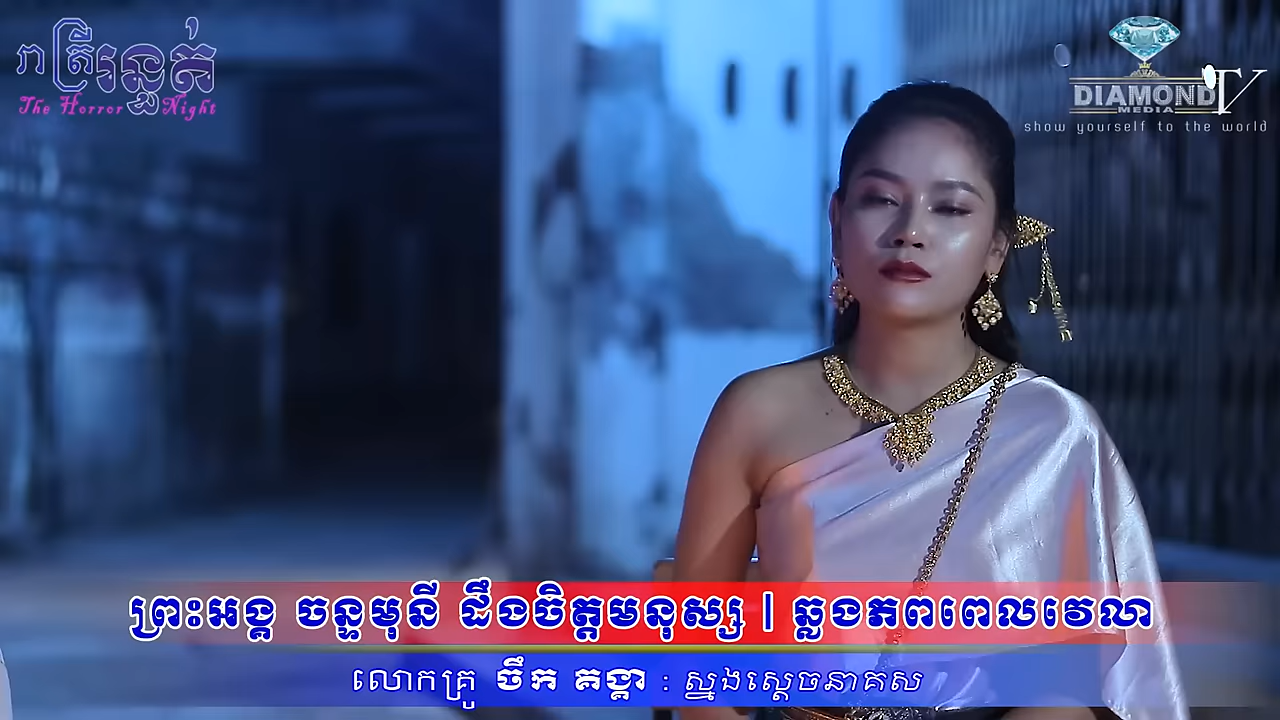 រាត្រីរន្ធត់
The Horror Night
DIAMOND TV
MEDIA
show yourself to the world
ព្រះអង្គ ចន្ទមុនី ដឹងចិត្តមនុស្ស | ឆ្លងភពពេលវេលា
លោកគ្រូ ចឹក គង្គា : ស្នងស្តេចនាគស